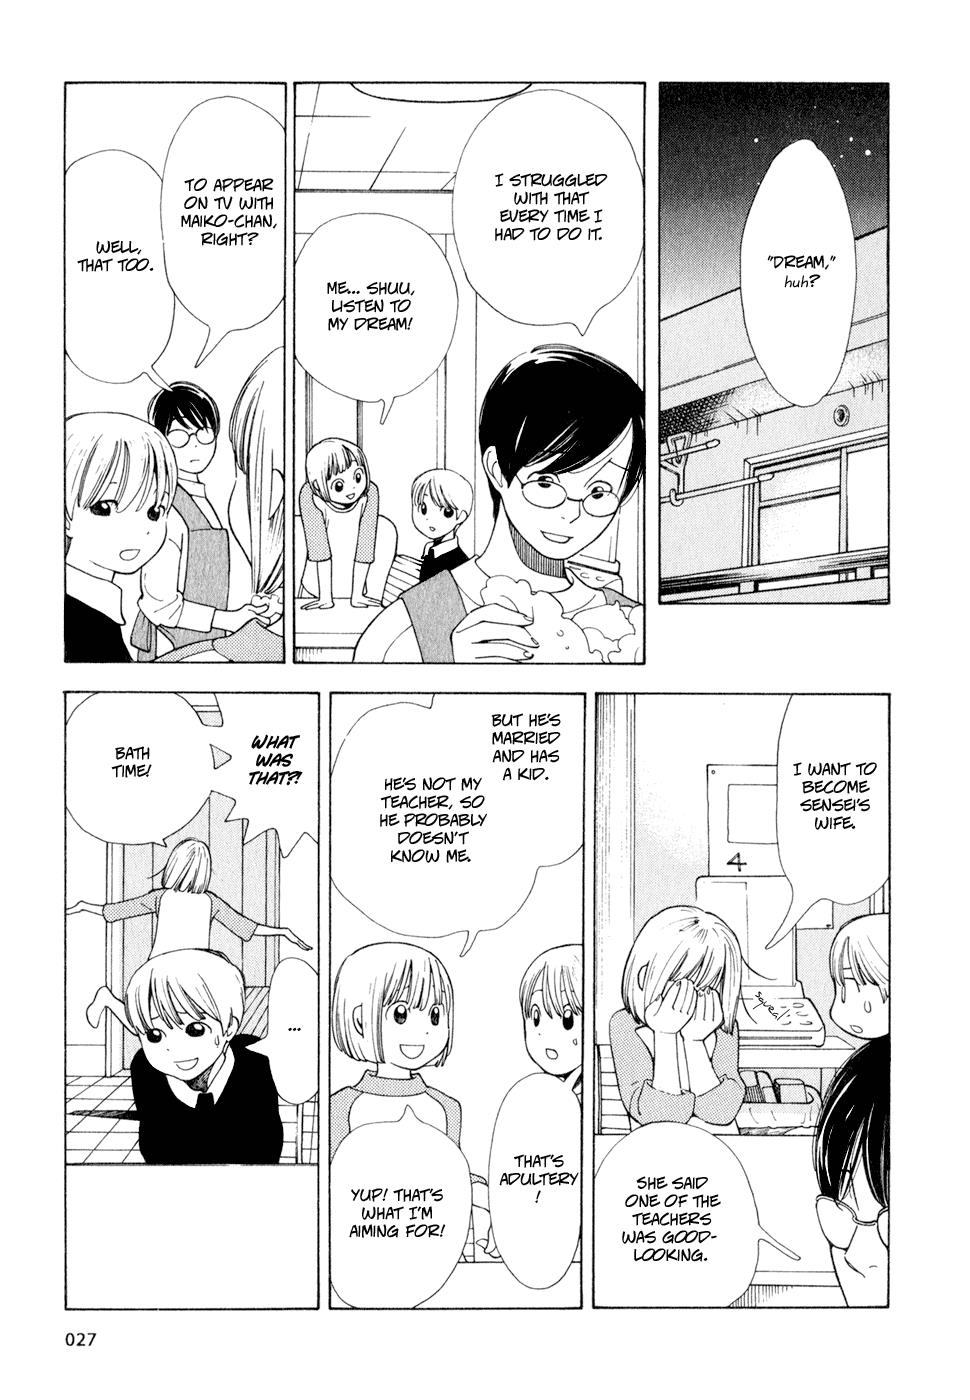 "DREAM,"
huh?
I STRUGGLED
WITH THAT
EVERY TIME I
HAD TO DO IT.
ME... SHUU,
LISTEN TO
MY DREAM!
TO APPEAR
ON TV WITH
MAIKO-CHAN,
RIGHT?
WELL,
THAT TOO.
I WANT TO
BECOME
SENSEI'S
WIFE.
4
squeal
SHE SAID
ONE OF THE
TEACHERS
WAS GOOD-
LOOKING.
BUT HE'S
MARRIED
AND HAS
A KID.
HE'S NOT MY
TEACHER, SO
HE PROBABLY
DOESN'T
KNOW ME.
THAT'S
ADULTERY
!
YUP! THAT'S
WHAT I'M
AIMING FOR!
WHAT
WAS
THAT?!
BATH
TIME!
...
027